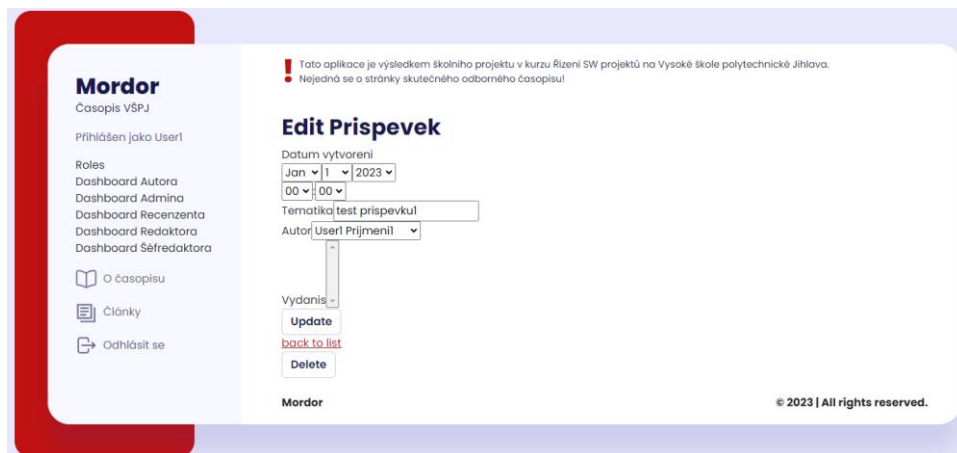 Mordor
Časopis VŠPJ
Přihlášen jako User1
Roles
Dashboard Autora
Dashboard Admina
Dashboard Recenzenta
Dashboard Redaktora
Dashboard Šéfredaktora
O časopisu
Články
Odhlásit se
! Tato aplikace je výsledkem školního projektu v kurzu Řízení SW projektů na Vysoké škole polytechnické Jihlava.
Nejedná se o stránky skutečného odborného časopisu!
Edit Prispevek
Datum vytvoreni
Jan 1 2023
00 : 00
Tematika test prispevku1
Autor User1 Prijmeni1
Vydanis
Update
back to list
Delete
Mordor © 2023 | All rights reserved.